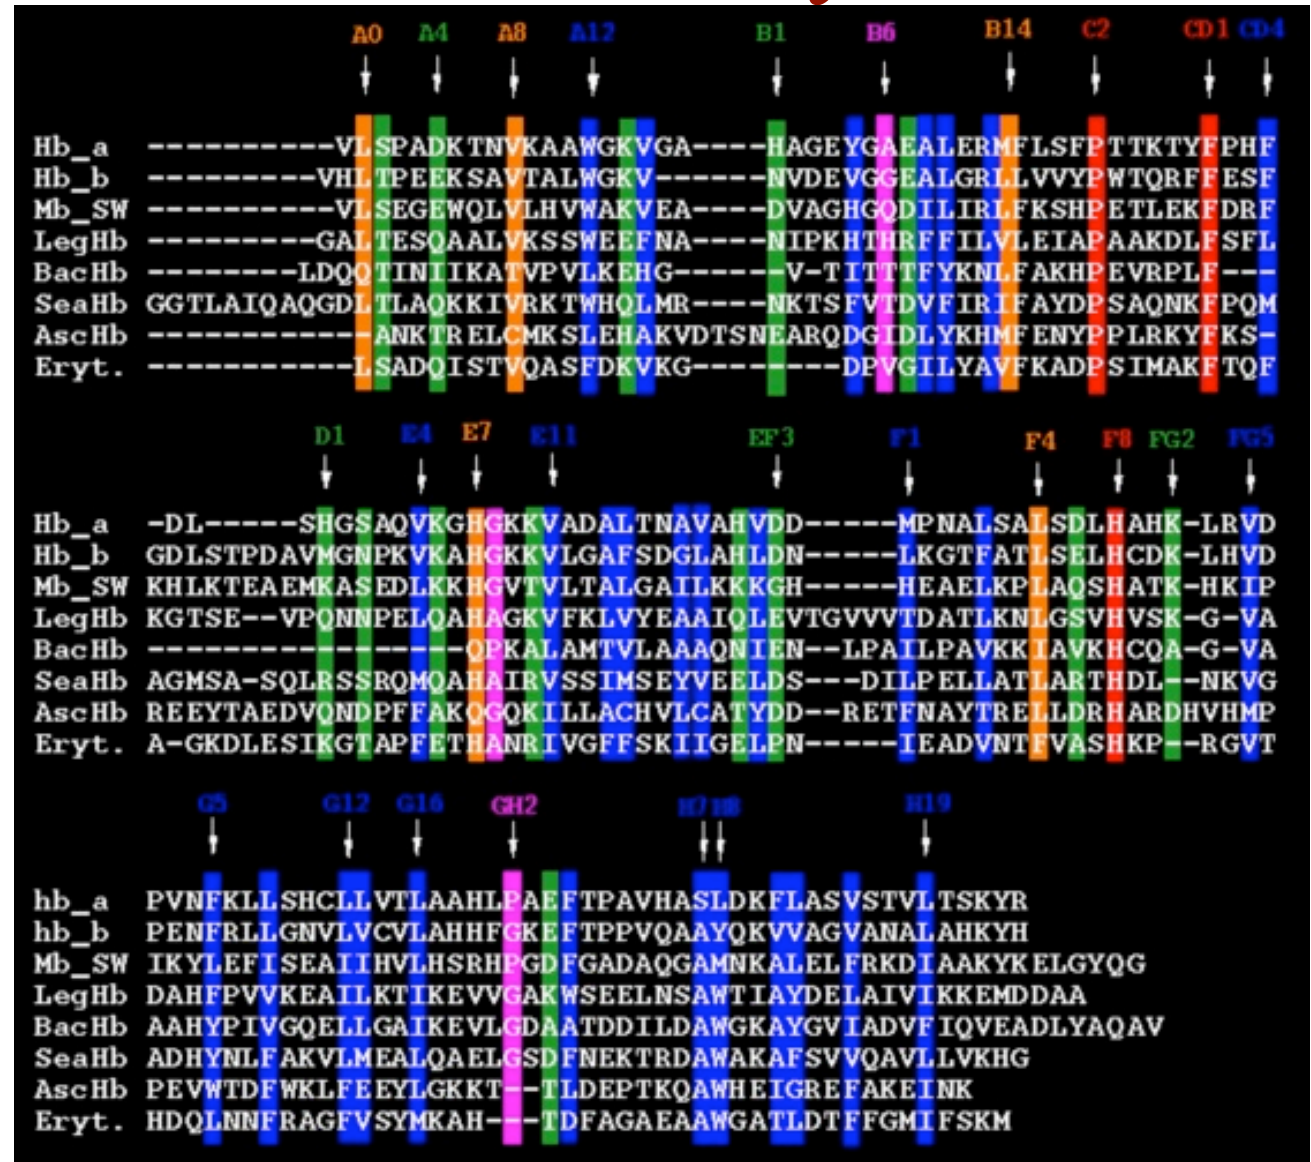 A0 A4 A8 A12 B1 B6 B14 C2 CD1 CD4
Hb_a ----------VLSPADKTNVKAAWGKVGA----HAGEYGAEALERMFLSFPTTKTYFPHF
Hb_b ---------VHLTPEEKSAVTALWGKV------NVDEVGGEALGRLLVVYPWTQRFFESF
Mb_SW ----------VLSEGEWQLVLHVWAKVEA----DVAGHGQDILIRLFKSHPETLEKFDRF
LegHb ---------GALTESQAALVKSSWEEFNA----NIPKHTHRFFILVLEIAPAAKDLFSFL
BacHb --------LDQQTINIIKATVPVLKEHG------V-TITTTFYKNLFAKHPEVRPLF---
SeaHb GGTLAIQAQGDLTLAQKKIVRKTWHQLMR----NKTSFVTDVFIRIFAYDPSAQNKFPQM
AscHb ------------ANKTRELCMKSLEHAKVDTSNEARQDGIDLYKHMFENYPPLRKYFKS-
Eryt. -----------LSADQISTVQASFDKVKG--------DPVGILYAVFKADPSIMAKFTQF
D1 E4 E7 E11 EF3 F1 F4 F8 FG2 FG5
Hb_a -DL-----SHGSAQVKGHGKKVADALTNAVAHVDD-----MPNALSALSDLHAHK-LRVD
Hb_b GDLSTPDAVMGNPKVKAHGKKVLGAFSDGLAHLDN-----LKGTFATLSELHCDK-LHVD
Mb_SW KHLKTEAEMKASEDLKKHGVTVLTALGAILKKKGH-----HEAELKPLAQSHATK-HKIP
LegHb KGTSE--VPQNNPELQAHAGKVFKLVYEAAIQLEVTGVVVTDATLKNLGSVHVSK-G-VA
BacHb -----------------QPKALAMTVLAAAQNIEN--LPAILPAVKKIAVKHCQA-G-VA
SeaHb AGMSA-SQLRSSRQMQAHAIRVSSIMSEYVEELDS---DILPELLATLARTHDL--NKVG
AscHb REEYTAEDVQNDPFFAKQGQKILLACHVLCATYDD--RETFNAYTRELLDRHARDHVHMP
Eryt. A-GKDLESIKGTAPFETHANRIVGFFSKIIGELPN-----IEADVNTFVASHKP--RGVT
G5 G12 G16 GH2 H7 H8 H19
hb_a PVNFKLLSHCLLVTLAAHLPAEFTPAVHASLDKFLASVSTVLTSKYR
hb_b PENFRLLGNVLVCVLAHHFGKEFTPPVQAAYQKVVAGVANALAHKYH
Mb_SW IKYLEFISEAIIHVLHSRHPGDFGADAQGAMNKALELFRKDIAAKYKELGYQG
LegHb DAHFPVVKEAILKTIKEVVGAKWSEELNSAWTIAYDELAIVIKKEMDDAA
BacHb AAHYPIVGQELLGAIKEVLGDAATDDILDAWGKAYGVIADVFIQVEADLYAQAV
SeaHb ADHYNLFAKVLMEALQAELGSDFNEKTRDAWAKAFSVVQAVLLVKHG
AscHb PEVWTDFWKLFEEYLGKKT--TLDEPTKQAWHEIGREFAKEINK
Eryt. HDQLNNFRAGFVSYMKAH---TDFAGAEAAWGATLDTFFGMIFSKM